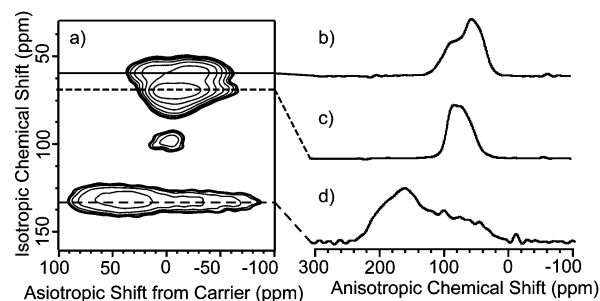 a)
b)
c)
d)
50
100
150
Isotropic Chemical Shift (ppm)
100 50 0 -50 -100
Asiotropic Shift from Carrier (ppm)
300 200 100 0 -100
Anisotropic Chemical Shift (ppm)